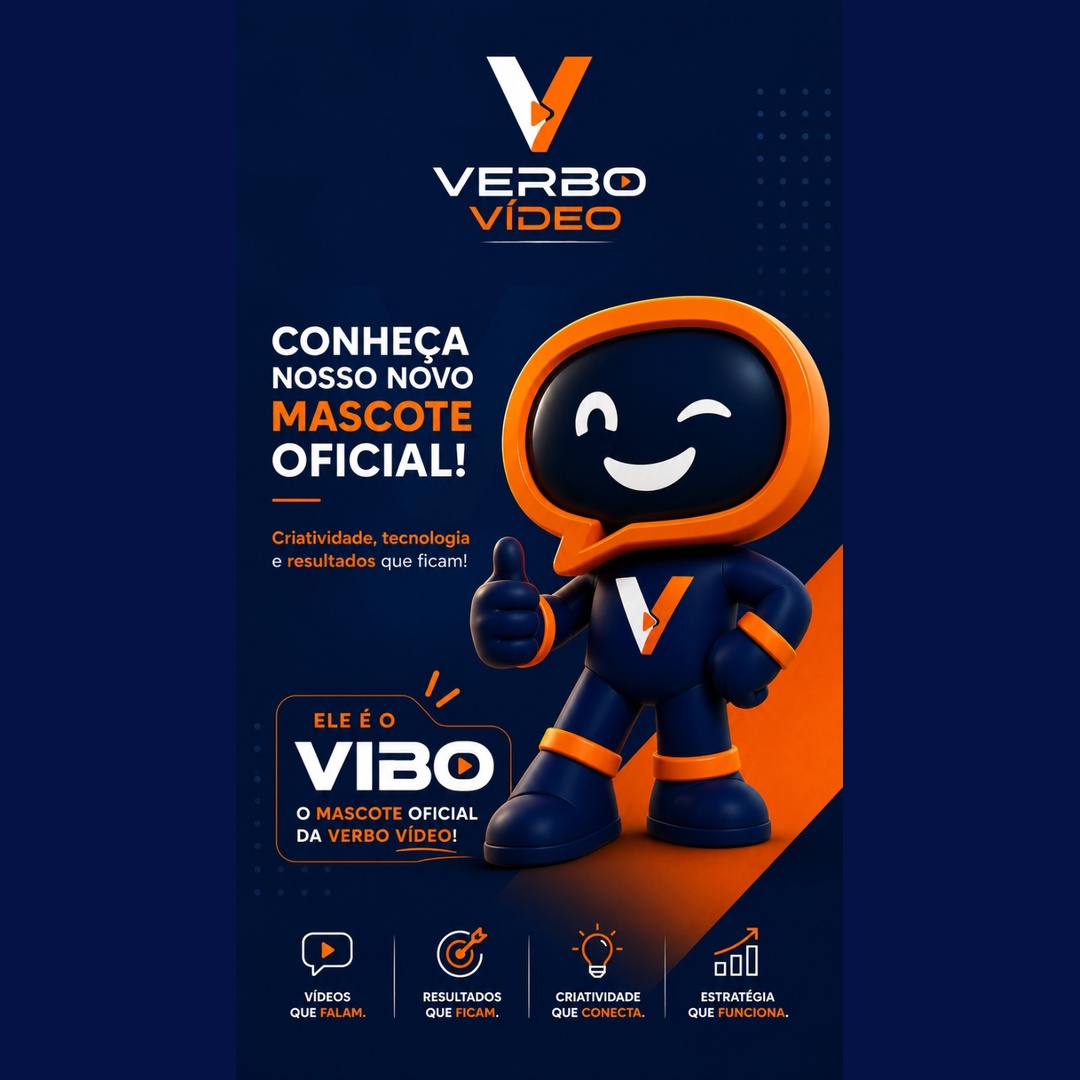 VERBO
VÍDEO
CONHEÇA
NOSSO NOVO
MASCOTE
OFICIAL!
Criatividade, tecnologia
e resultados que ficam!
V
ELE É O
VIBO
O MASCOTE OFICIAL
DA VERBO VÍDEO!
VÍDEOS
QUE FALAM.
RESULTADOS
QUE FICAM.
CRIATIVIDADE
QUE CONECTA.
ESTRATÉGIA
QUE FUNCIONA.